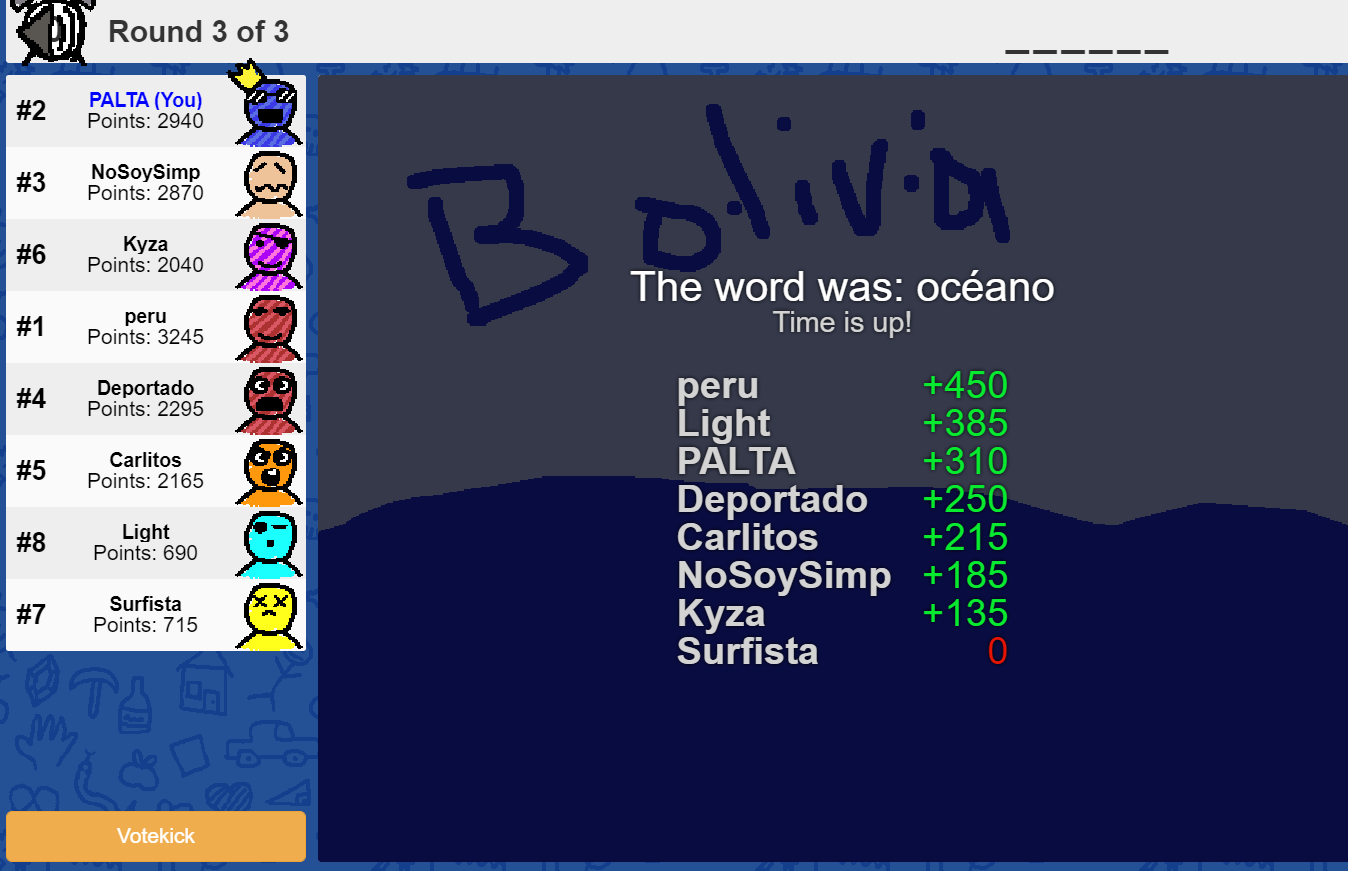 Round 3 of 3
______
#2 PALTA (You)
Points: 2940
#3 NoSoySimp
Points: 2870
#6 Kyza
Points: 2040
#1 peru
Points: 3245
#4 Deportado
Points: 2295
#5 Carlitos
Points: 2165
#8 Light
Points: 690
#7 Surfista
Points: 715
Votekick
Bolivia
The word was: océano
Time is up!
peru +450
Light +385
PALTA +310
Deportado +250
Carlitos +215
NoSoySimp +185
Kyza +135
Surfista 0